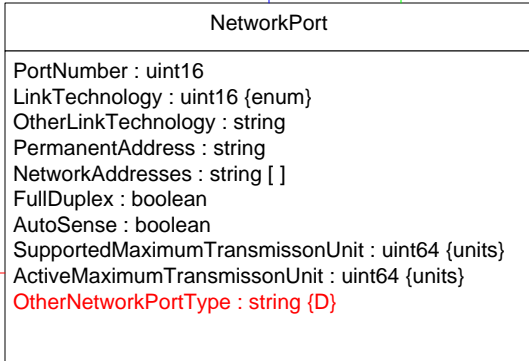 NetworkPort
PortNumber : uint16
LinkTechnology : uint16 {enum}
OtherLinkTechnology : string
PermanentAddress : string
NetworkAddresses : string [ ]
FullDuplex : boolean
AutoSense : boolean
SupportedMaximumTransmissonUnit : uint64 {units}
ActiveMaximumTransmissonUnit : uint64 {units}
OtherNetworkPortType : string {D}